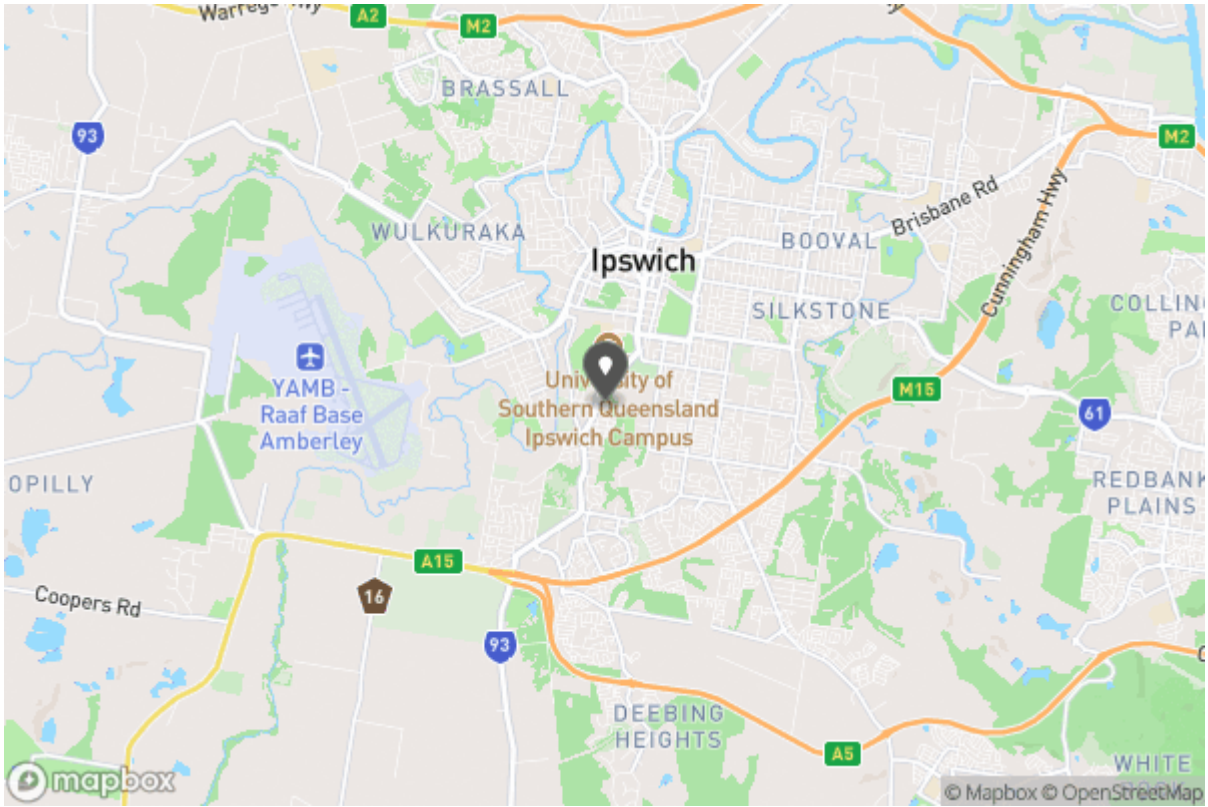 Warrego Hwy
A2
M2
BRASSALL
93
M2
Cunningham Hwy
Brisbane Rd
WULKURAKA
BOOVAL
Ipswich
SILKSTONE
COLLING
PA
YAMB -
Raaf Base
Amberley
University of
Southern Queensland
Ipswich Campus
M15
61
OPILLY
REDBANK
PLAINS
A15
16
Coopers Rd
93
DEEBING
HEIGHTS
A5
WHITE
mapbox
© Mapbox © OpenStreetMap